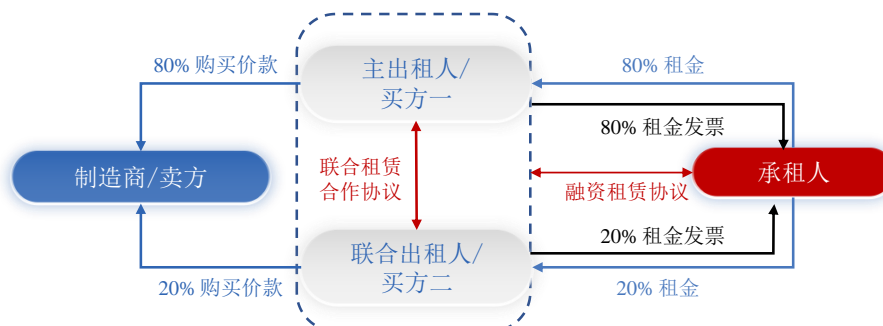 主出租人/
买方一
80% 购买价款
80% 租金
80% 租金发票
制造商/卖方
联合租赁
合作协议
融资租赁协议
承租人
20% 租金发票
联合出租人/
买方二
20% 购买价款
20% 租金